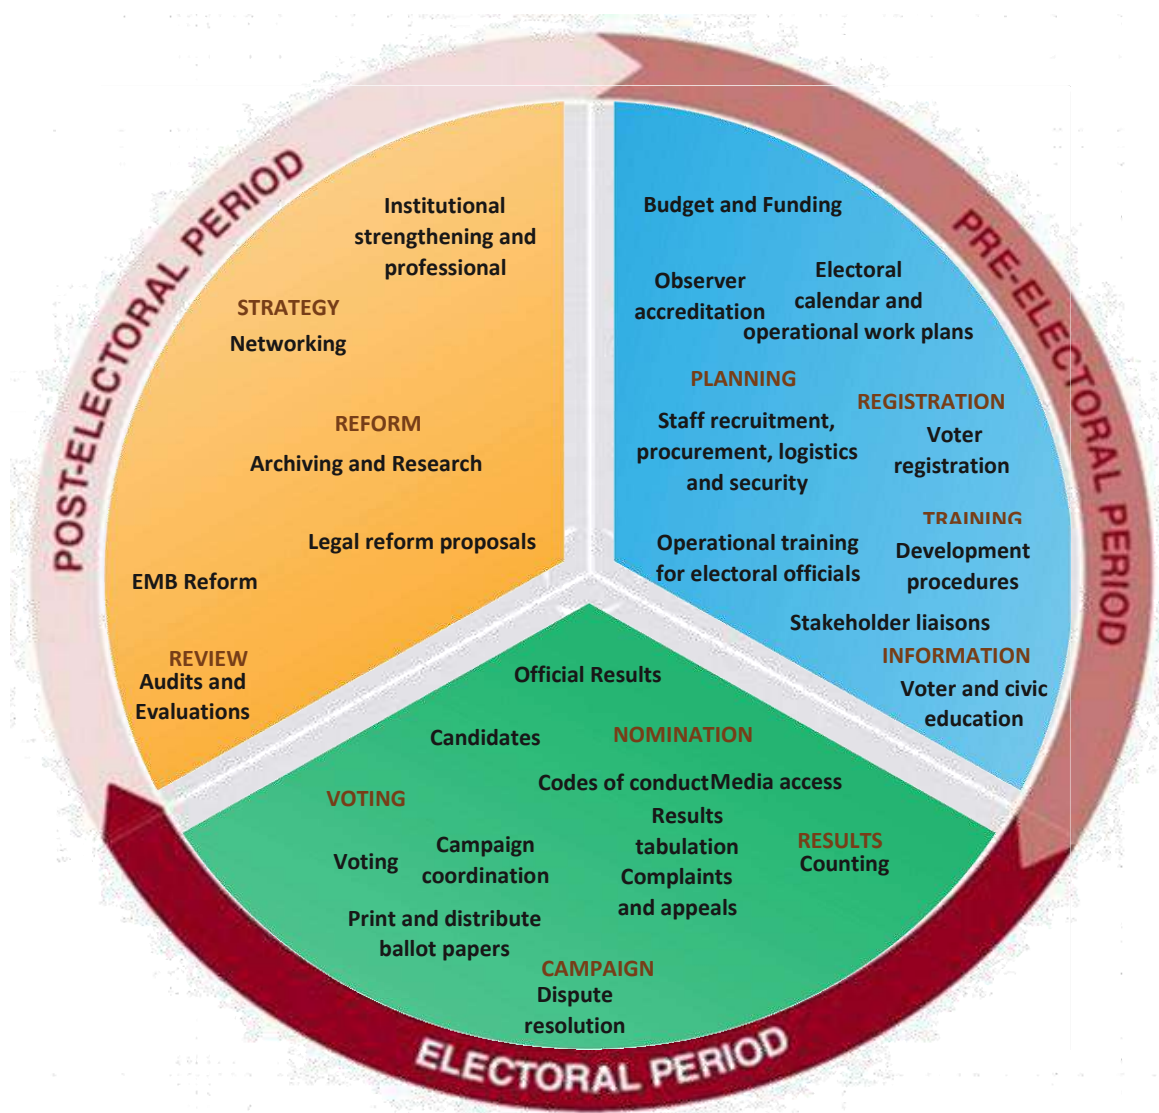 POST-ELECTORAL PERIOD
Institutional
strengthening and
professional
STRATEGY
Networking
REFORM
Archiving and Research
Legal reform proposals
EMB Reform
REVIEW
Audits and
Evaluations
PRE-ELECTORAL PERIOD
Budget and Funding
Observer
accreditation
Electoral
calendar and
operational work plans
PLANNING
REGISTRATION
Staff recruitment,
procurement, logistics
and security
Voter
registration
TRAINING
Operational training
for electoral officials
Development
procedures
Stakeholder liaisons
INFORMATION
Voter and civic
education
Official Results
Candidates
NOMINATION
Codes of conduct
Media access
VOTING
Results
tabulation
RESULTS
Counting
Voting
Campaign
coordination
Complaints
and appeals
Print and distribute
ballot papers
CAMPAIGN
Dispute
resolution
ELECTORAL PERIOD